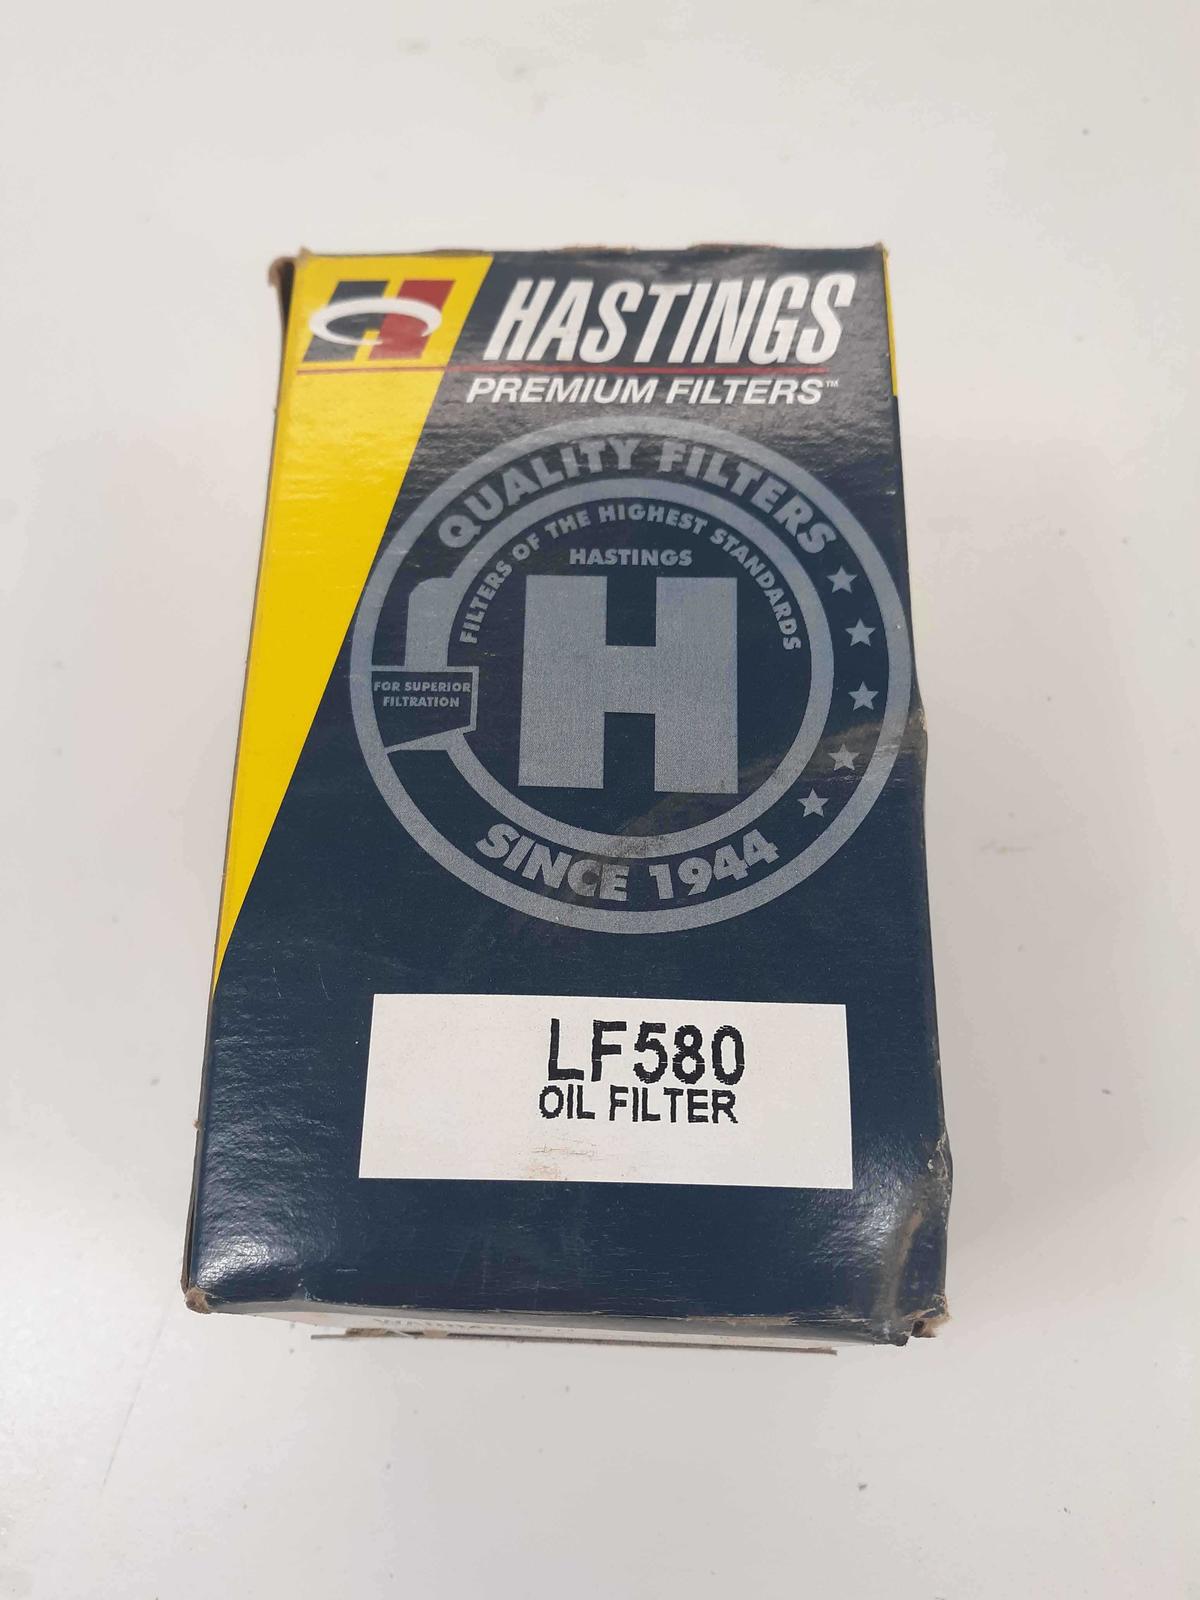 HASTINGS
PREMIUM FILTERS™
QUALITY FILTERS
FILTERS OF THE HIGHEST STANDARDS
HASTINGS
H
FOR SUPERIOR
FILTRATION
SINCE 1944
LF580
OIL FILTER